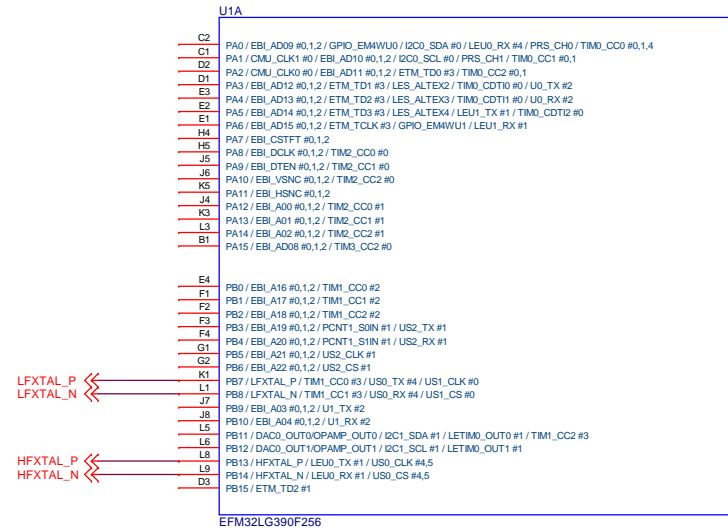 U1A
C2 PA0 / EBI_AD09 #0,1,2 / GPIO_EM4WU0 / I2C0_SDA #0 / LEU0_RX #4 / PRS_CH0 / TIM0_CC0 #0,1,4
C1 PA1 / CMU_CLK1 #0 / EBI_AD10 #0,1,2 / I2C0_SCL #0 / PRS_CH1 / TIM0_CC1 #0,1
D2 PA2 / CMU_CLK0 #0 / EBI_AD11 #0,1,2 / ETM_TD0 #3 / TIM0_CC2 #0,1
D1 PA3 / EBI_AD12 #0,1,2 / ETM_TD1 #3 / LES_ALTEX2 / TIM0_CDTI0 #0 / U0_TX #2
E3 PA4 / EBI_AD13 #0,1,2 / ETM_TD2 #3 / LES_ALTEX3 / TIM0_CDTI1 #0 / U0_RX #2
E2 PA5 / EBI_AD14 #0,1,2 / ETM_TD3 #3 / LES_ALTEX4 / LEU1_TX #1 / TIM0_CDTI2 #0
E1 PA6 / EBI_AD15 #0,1,2 / ETM_TCLK #3 / GPIO_EM4WU1 / LEU1_RX #1
H4 PA7 / EBI_CSTFT #0,1,2
H5 PA8 / EBI_DCLK #0,1,2 / TIM2_CC0 #0
J5 PA9 / EBI_DTEN #0,1,2 / TIM2_CC1 #0
J6 PA10 / EBI_VSNC #0,1,2 / TIM2_CC2 #0
K5 PA11 / EBI_HSNC #0,1,2
J4 PA12 / EBI_A00 #0,1,2 / TIM2_CC0 #1
K3 PA13 / EBI_A01 #0,1,2 / TIM2_CC1 #1
L3 PA14 / EBI_A02 #0,1,2 / TIM2_CC2 #1
B1 PA15 / EBI_AD08 #0,1,2 / TIM3_CC2 #0
E4 PB0 / EBI_A16 #0,1,2 / TIM1_CC0 #2
F1 PB1 / EBI_A17 #0,1,2 / TIM1_CC1 #2
F2 PB2 / EBI_A18 #0,1,2 / TIM1_CC2 #2
F3 PB3 / EBI_A19 #0,1,2 / PCNT1_S0IN #1 / US2_TX #1
F4 PB4 / EBI_A20 #0,1,2 / PCNT1_S1IN #1 / US2_RX #1
G1 PB5 / EBI_A21 #0,1,2 / US2_CLK #1
G2 PB6 / EBI_A22 #0,1,2 / US2_CS #1
LFXTAL_P K1 PB7 / LFXTAL_P / TIM1_CC0 #3 / US0_TX #4 / US1_CLK #0
LFXTAL_N L1 PB8 / LFXTAL_N / TIM1_CC1 #3 / US0_RX #4 / US1_CS #0
J7 PB9 / EBI_A03 #0,1,2 / U1_TX #2
J8 PB10 / EBI_A04 #0,1,2 / U1_RX #2
L5 PB11 / DAC0_OUT0/OPAMP_OUT0 / I2C1_SDA #1 / LETIM0_OUT0 #1 / TIM1_CC2 #3
L6 PB12 / DAC0_OUT1/OPAMP_OUT1 / I2C1_SCL #1 / LETIM0_OUT1 #1
HFXTAL_P L8 PB13 / HFXTAL_P / LEU0_TX #1 / US0_CLK #4,5
HFXTAL_N L9 PB14 / HFXTAL_N / LEU0_RX #1 / US0_CS #4,5
D3 PB15 / ETM_TD2 #1
EFM32LG390F256